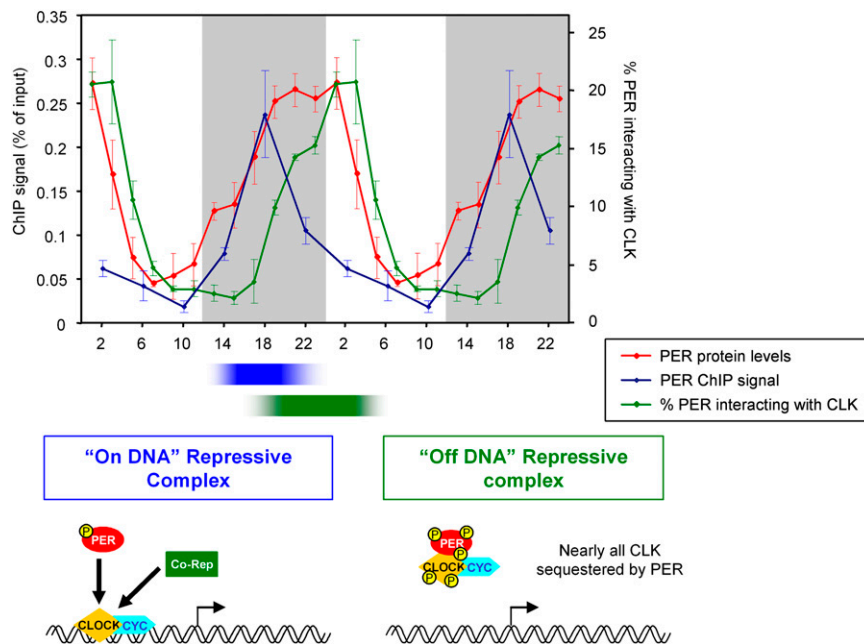 ChIP signal (% of input)
0.35
0.3
0.25
0.2
0.15
0.1
0.05
0
25
20
15
10
5
0
% PER interacting
with CLK
2 6 10 14 18 22 2 6 10 14 18 22
PER protein levels
PER ChIP signal
% PER interacting with CLK
“On DNA” Repressive
Complex
“Off DNA” Repressive
complex
P
PER
Co-Rep
CLOCK CYC
P P
PER
P
CLOCK CYC
P P
Nearly all CLK
sequestered by PER